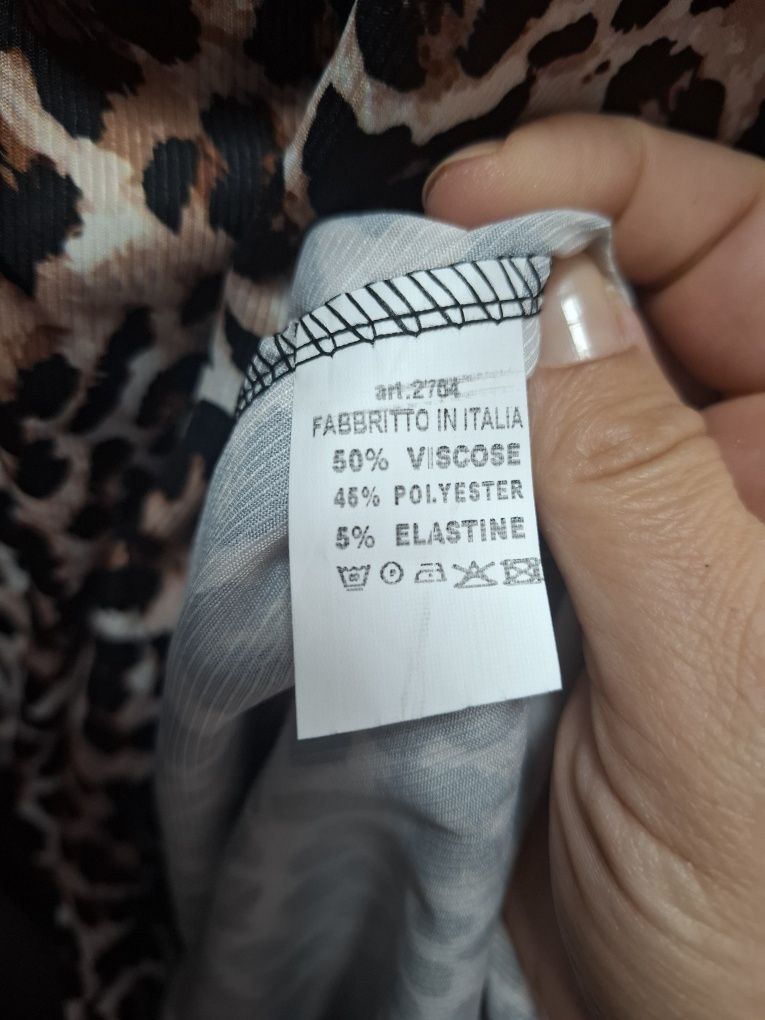 art.2764
FABBRITTO IN ITALIA
50% VISCOSE
45% POLYESTER
5% ELASTINE